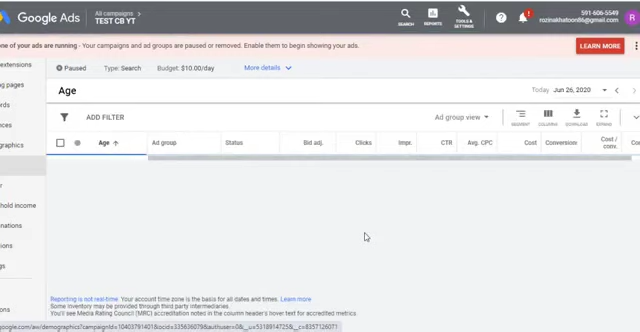 Google Ads
All campaigns
TEST CB YT
SEARCH
REPORTS
TOOLS &
SETTINGS
591-606-5549
rozinakhatoon86@gmail.com
R
one of your ads are running - Your campaigns and ad groups are paused or removed. Enable them to begin showing your ads.
LEARN MORE
Paused Type: Search Budget: $10.00/day More details
Age
Today Jun 26, 2020
ADD FILTER
Ad group view
SEGMENT
COLUMNS
DOWNLOAD
EXPAND
Age Ad group Status Bid adj. Clicks Impr. CTR Avg. CPC Cost Conversions Cost /
conv.
extensions
ng pages
ords
nces
graphics
r
hold income
nations
ions
gs
ions
Reporting is not real-time. Your account time zone is the basis for all dates and times. Learn more
Some inventory may be provided through third party intermediaries.
You'll see Media Rating Council (MRC) accreditation noted in the column header's hover text for accredited metrics.